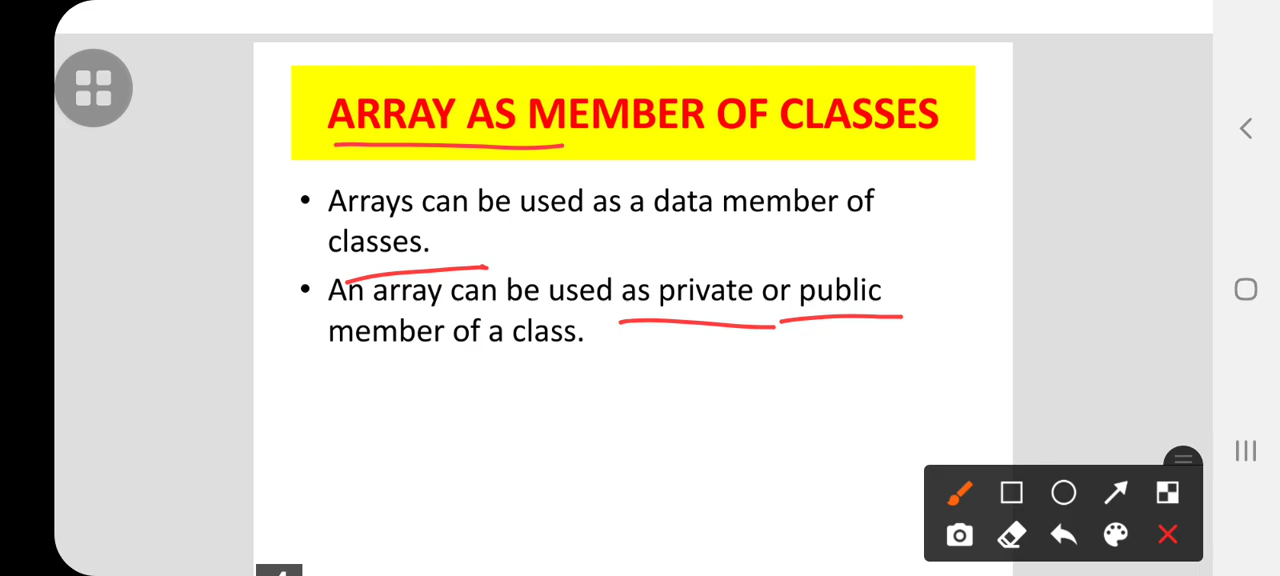 ARRAY AS MEMBER OF CLASSES
• Arrays can be used as a data member of
classes.
• An array can be used as private or public
member of a class.